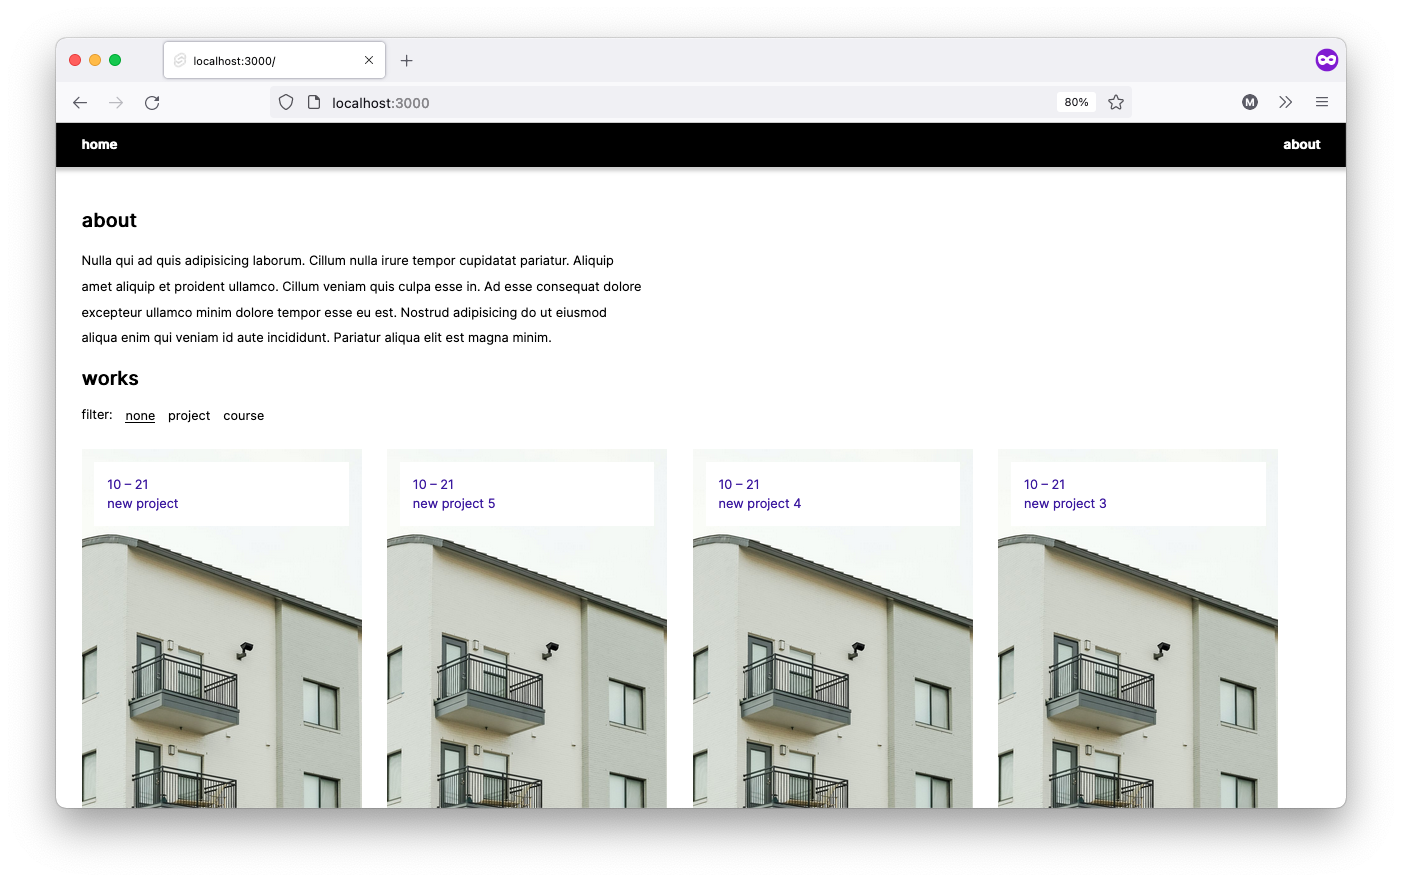 localhost:3000/
localhost:3000
80%
M
home
about
about
Nulla qui ad quis adipisicing laborum. Cillum nulla irure tempor cupidatat pariatur. Aliquip
amet aliquip et proident ullamco. Cillum veniam quis culpa esse in. Ad esse consequat dolore
excepteur ullamco minim dolore tempor esse eu est. Nostrud adipisicing do ut eiusmod
aliqua enim qui veniam id aute incididunt. Pariatur aliqua elit est magna minim.
works
filter: none project course
10 – 21
new project
10 – 21
new project 5
10 – 21
new project 4
10 – 21
new project 3